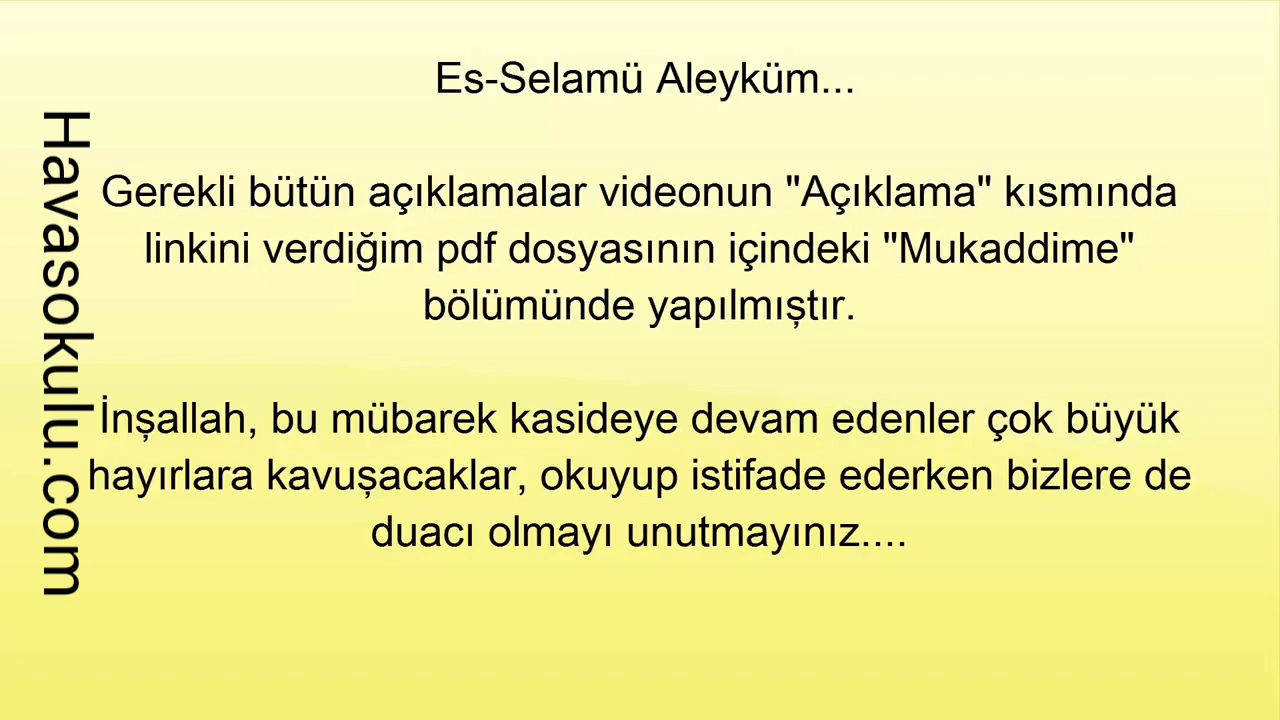 Es-Selamü Aleyküm...
Gerekli bütün açıklamalar videonun "Açıklama" kısmında
linkini verdiğim pdf dosyasının içindeki "Mukaddime"
bölümünde yapılmıştır.
İnşallah, bu mübarek kasideye devam edenler çok büyük
hayırlara kavuşacaklar, okuyup istifade ederken bizlere de
duacı olmayı unutmayınız....
Havasokulu.com